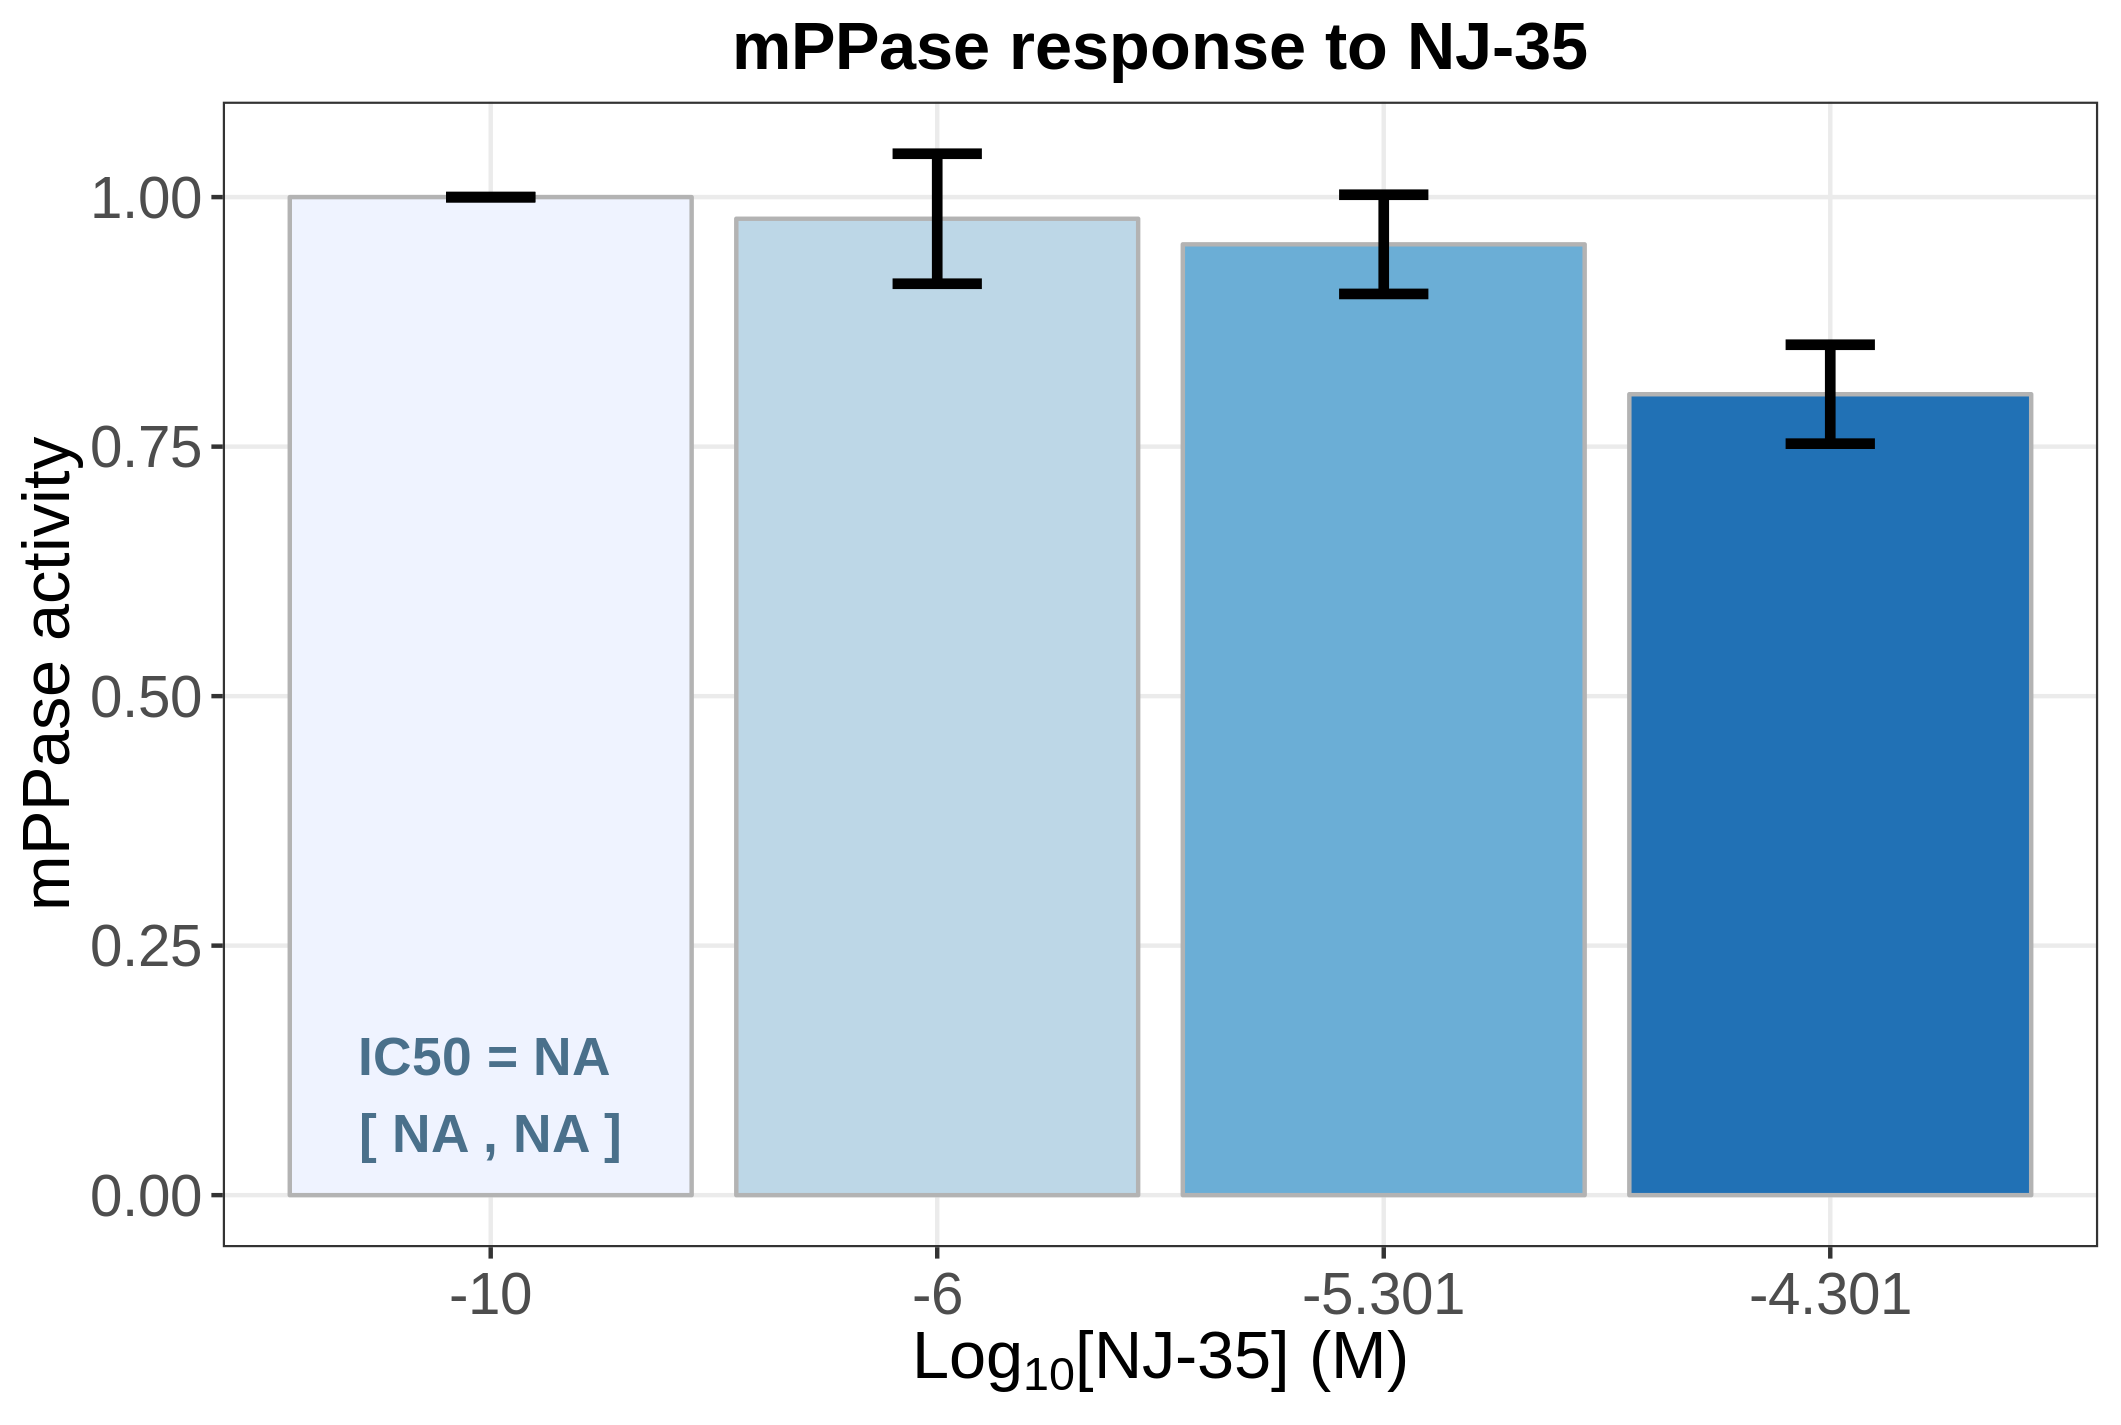 mPPase response to NJ-35
mPPase activity
1.00
0.75
0.50
0.25
0.00
IC50 = NA
[ NA , NA ]
-10
-6
-5.301
-4.301
Log₁₀[NJ-35] (M)